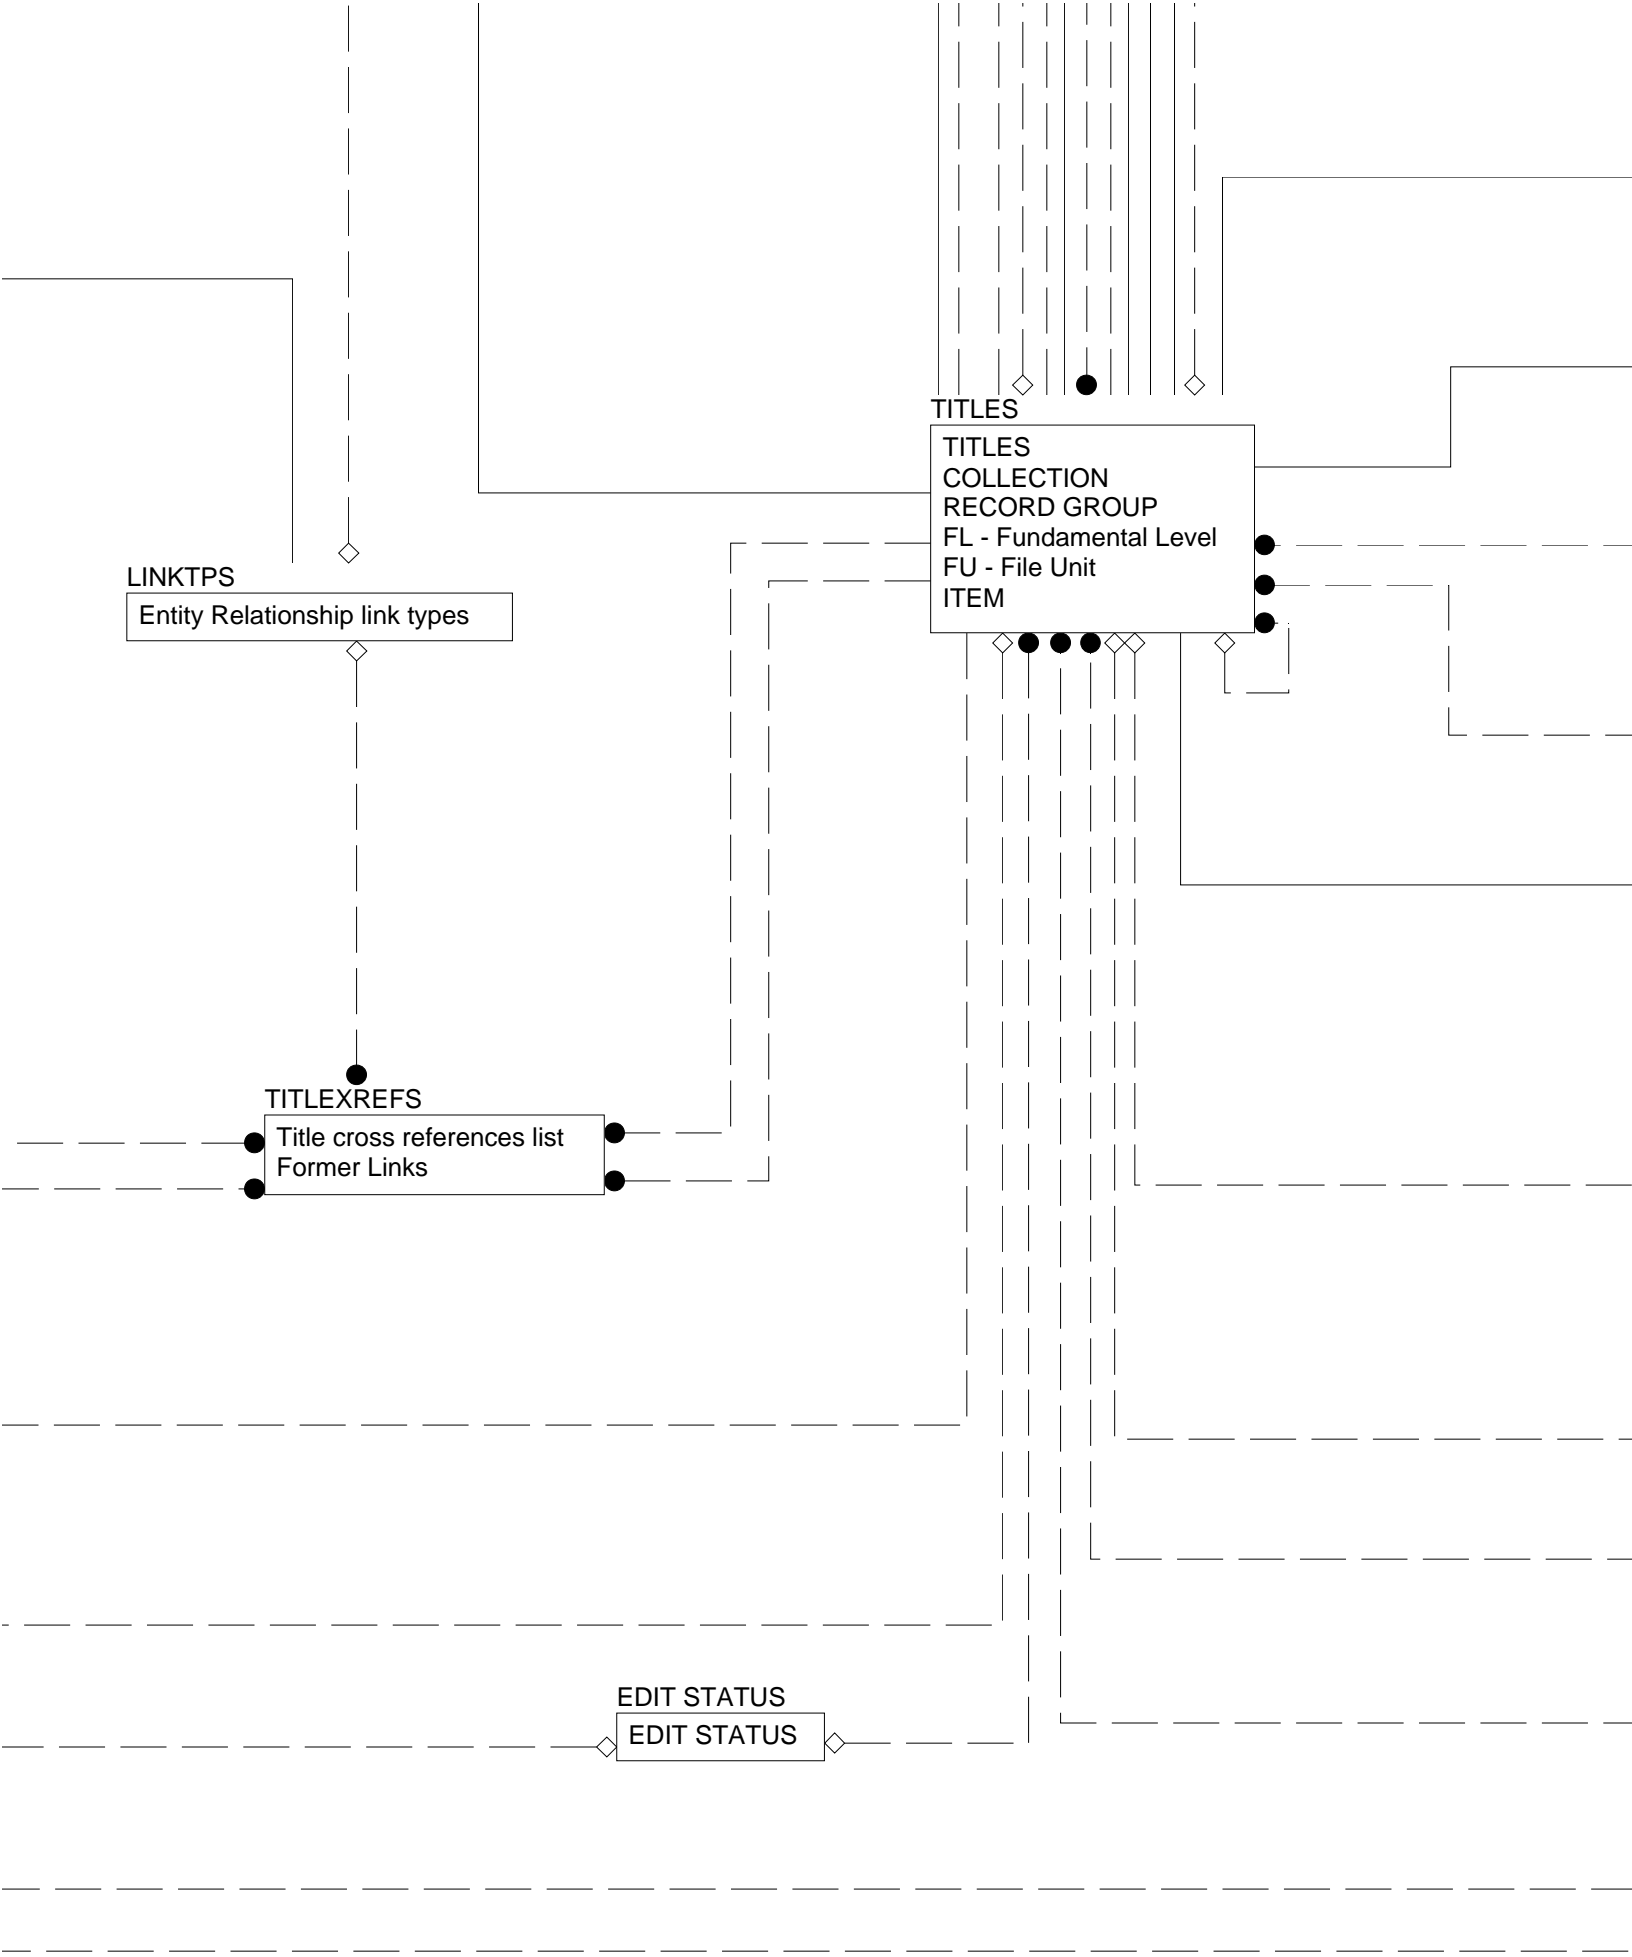 TITLES
TITLES
COLLECTION
RECORD GROUP
FL - Fundamental Level
FU - File Unit
ITEM
LINKTPS
Entity Relationship link types
TITLEXREFS
Title cross references list
Former Links
EDIT STATUS
EDIT STATUS